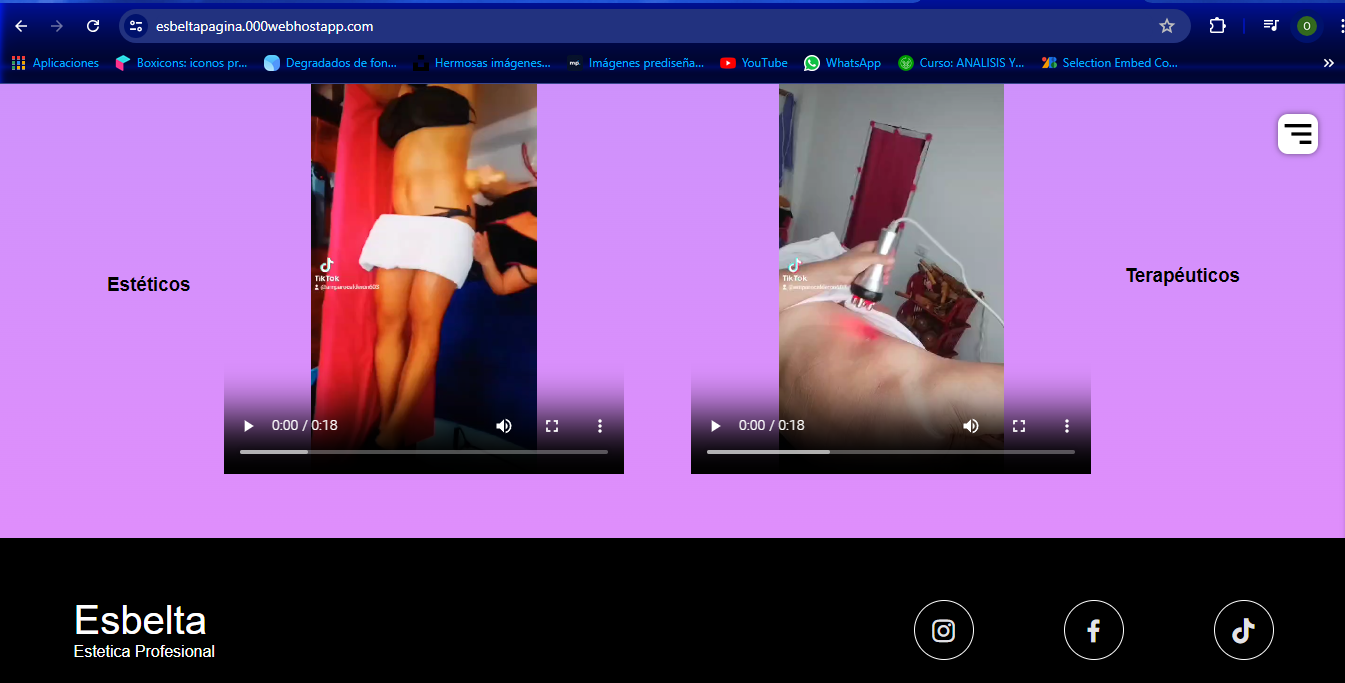 esbeltapagina.000webhostapp.com
O
Aplicaciones
Boxicons: iconos pr...
Degradados de fon...
Hermosas imágenes...
Imágenes prediseña...
YouTube
WhatsApp
Curso: ANALISIS Y...
Selection Embed Co...
Estéticos
TikTok
0:00 / 0:18
TikTok
0:00 / 0:18
Terapéuticos
Esbelta
Estetica Profesional